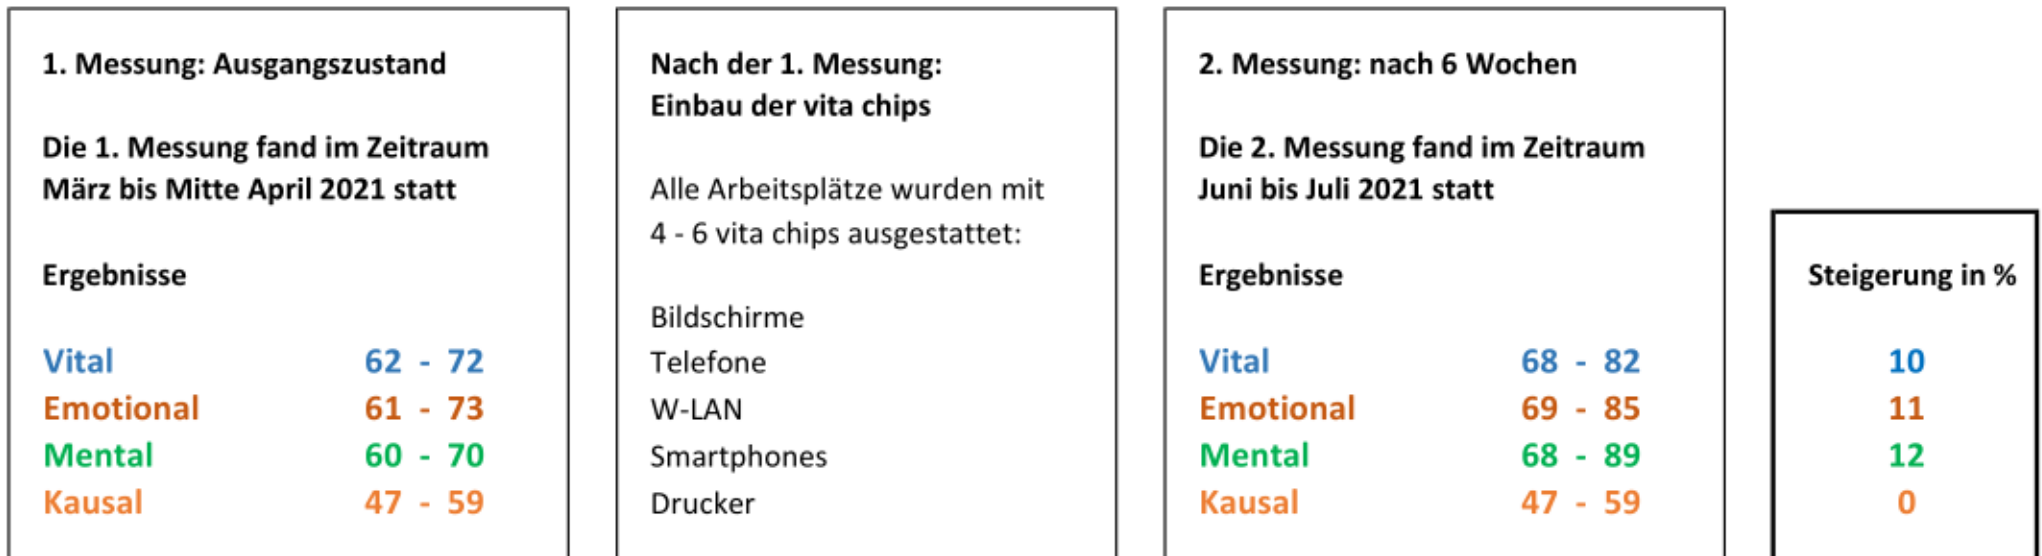 1. Messung: Ausgangszustand
Die 1. Messung fand im Zeitraum
März bis Mitte April 2021 statt
Ergebnisse
Vital 62 - 72
Emotional 61 - 73
Mental 60 - 70
Kausal 47 - 59
Nach der 1. Messung:
Einbau der vita chips
Alle Arbeitsplätze wurden mit
4 - 6 vita chips ausgestattet:
Bildschirme
Telefone
W-LAN
Smartphones
Drucker
2. Messung: nach 6 Wochen
Die 2. Messung fand im Zeitraum
Juni bis Juli 2021 statt
Ergebnisse
Vital 68 - 82
Emotional 69 - 85
Mental 68 - 89
Kausal 47 - 59
Steigerung in %
10
11
12
0